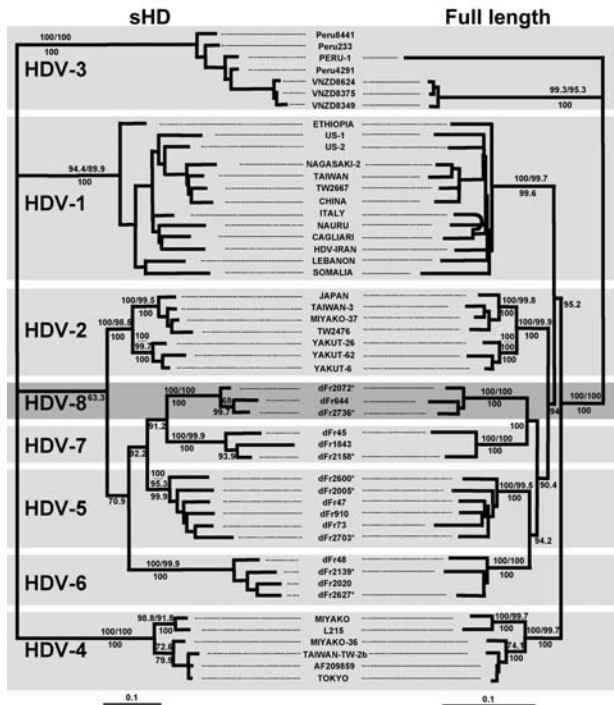 sHD Full length
100/100
100
HDV-3
Peru8441
Peru233
PERU-1
Peru4291
VNZD8624
VNZD8375
VNZD8349
99.3/95.3
100
94.4/89.9
100
HDV-1
ETHIOPIA
US-1
US-2
NAGASAKI-2
TAIWAN
TW2667
CHINA
ITALY
NAURU
CAGLIARI
HDV-IRAN
LEBANON
SOMALIA
100/99.7
99.6
95.2
HDV-2
100/98.5
100
100/99.5
100
100
99.7
JAPAN
TAIWAN-3
MIYAKO-37
TW2476
YAKUT-26
YAKUT-62
YAKUT-6
100/99.8
100
100/99.9
100
100
100
100/100
100
63.3
HDV-8
100/100
100
68
99.7
dFr2072*
dFr644
dFr2736*
100/100
100
100
94
91.2
HDV-7
92.2
100/99.9
100
93.9
dFr45
dFr1843
dFr2158*
100/100
100
90.4
70.9
HDV-5
100
95.3
99.9
dFr2600*
dFr2005*
dFr47
dFr910
dFr73
dFr2703*
100/99.5
100
94.2
HDV-6
100/99.9
100
dFr48
dFr2139*
dFr2020
dFr2627*
100/100
100
HDV-4
100/100
100
98.8/91.8
100
72.6
79.9
MIYAKO
L215
MIYAKO-36
TAIWAN-TW-2b
AF209859
TOKYO
100/99.7
100
100/99.7
100
74.1
100
0.1 0.1